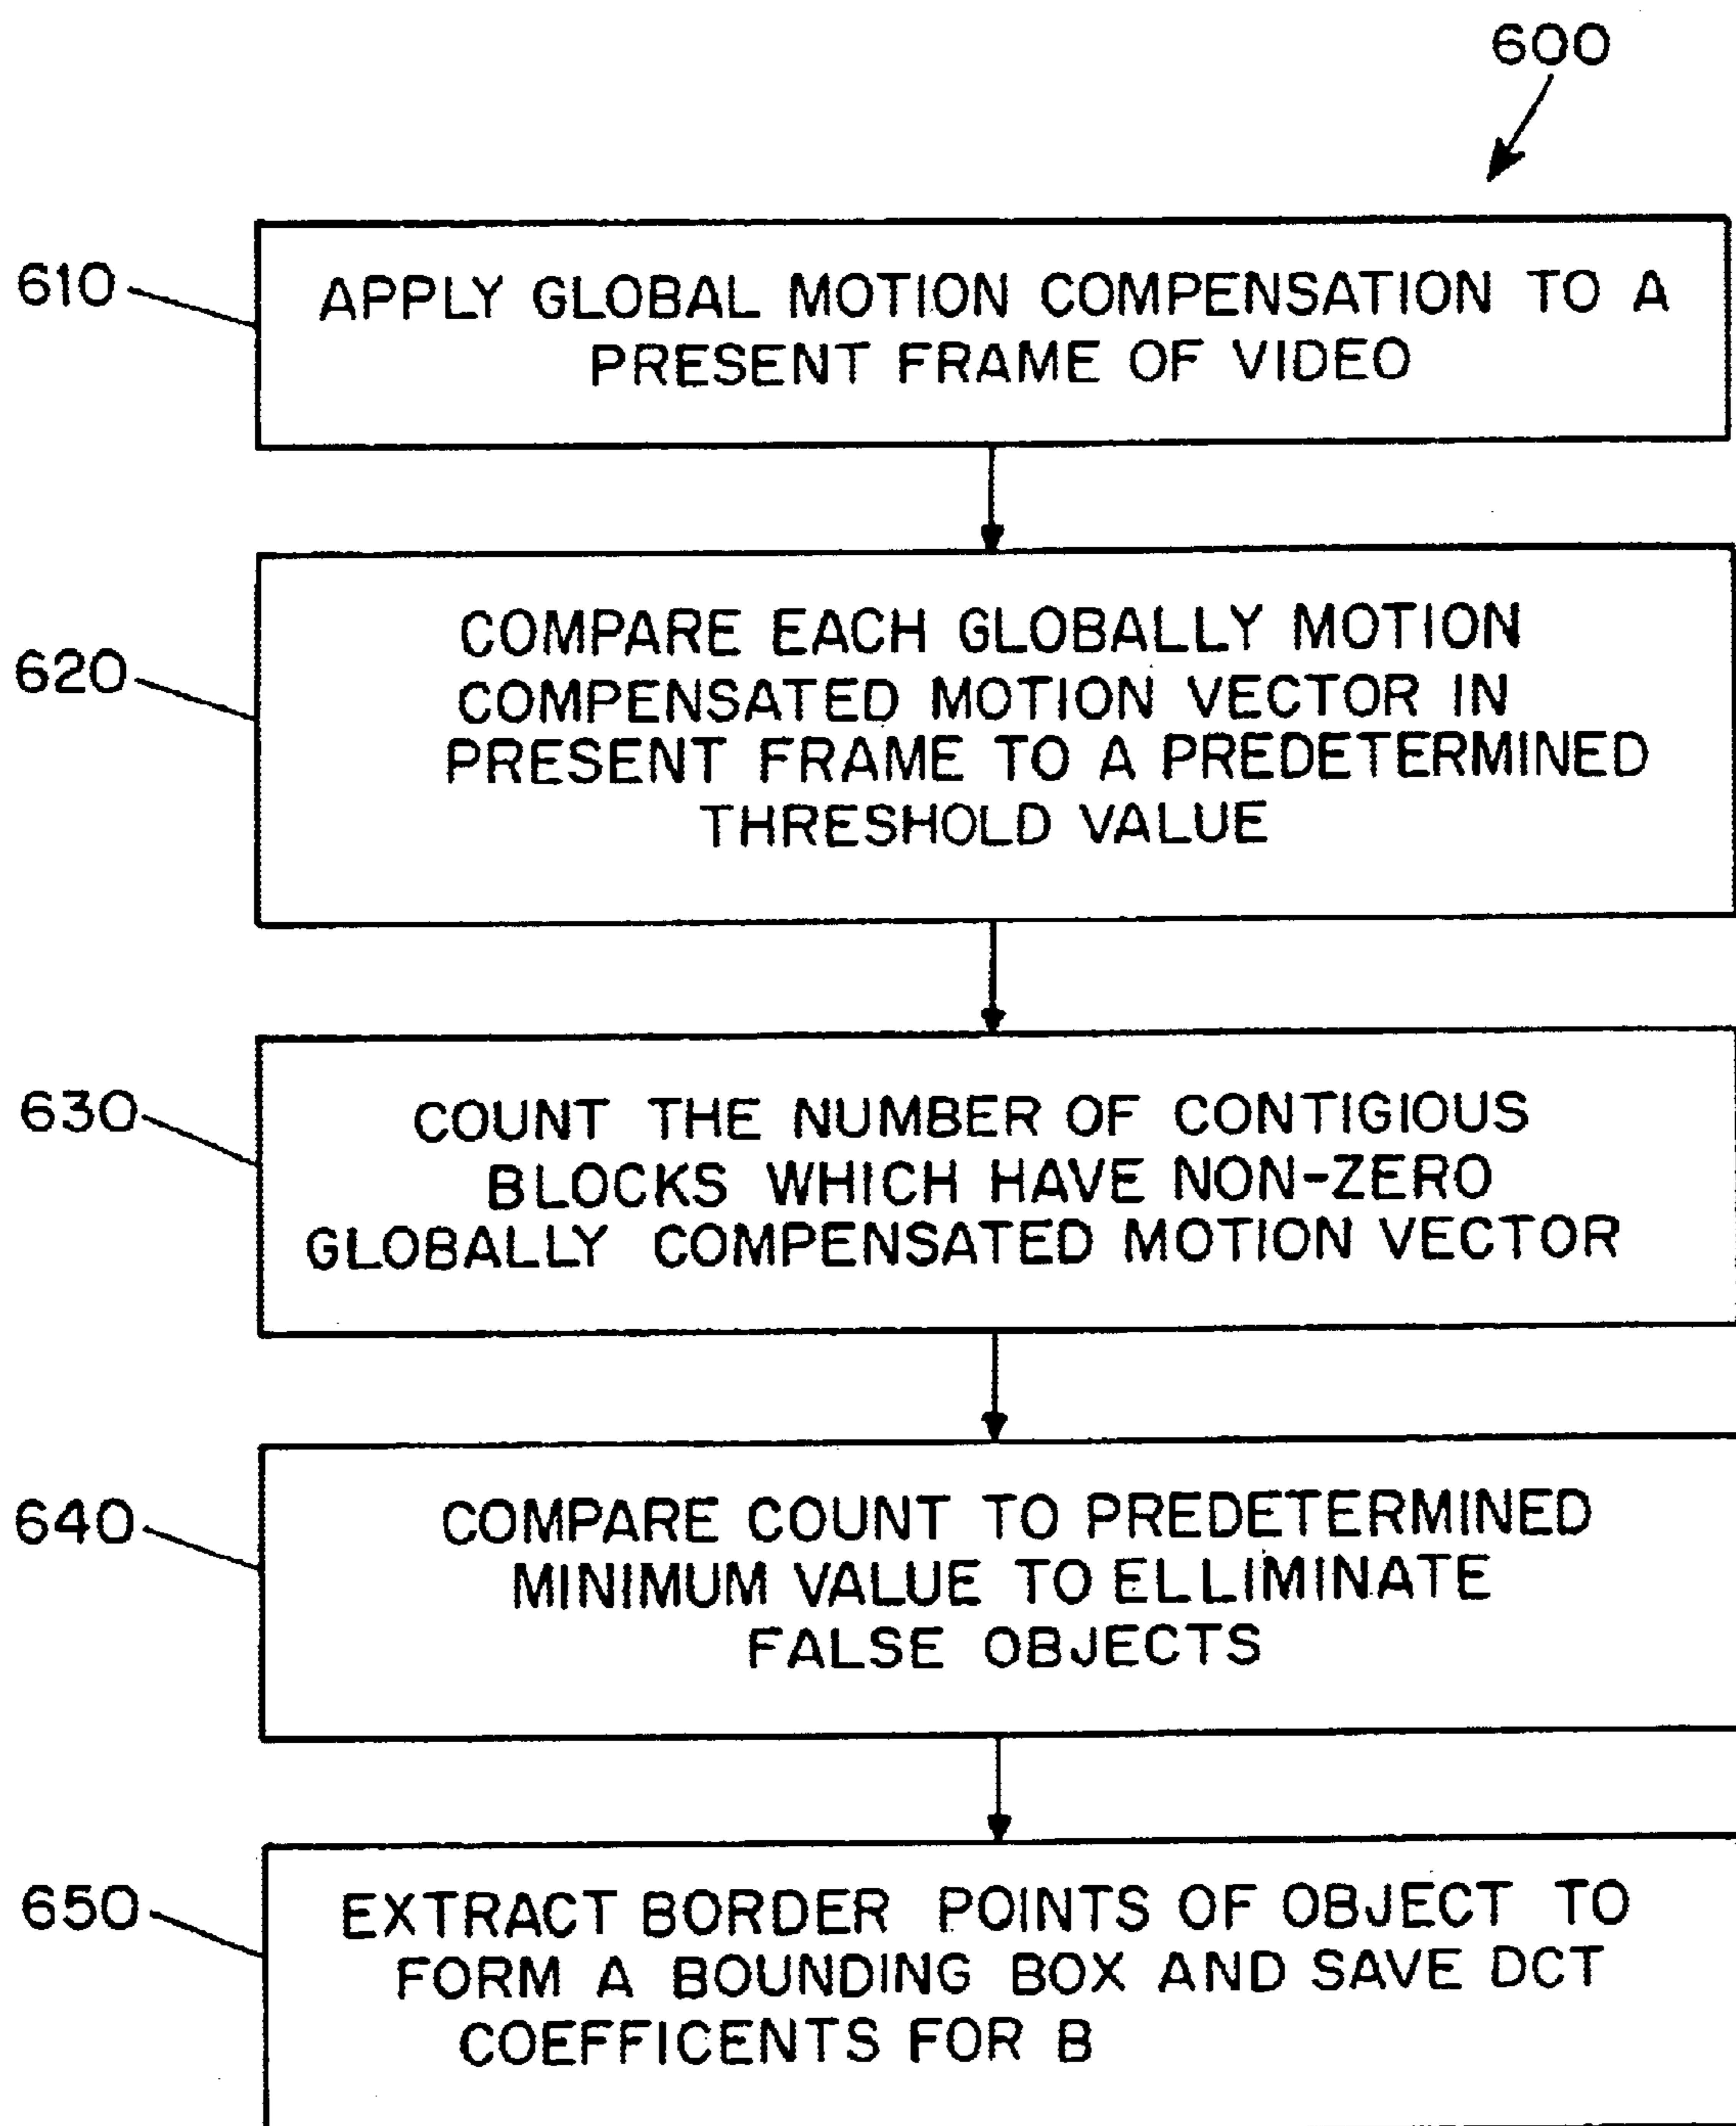 600
610
APPLY GLOBAL MOTION COMPENSATION TO A
PRESENT FRAME OF VIDEO
620
COMPARE EACH GLOBALLY MOTION
COMPENSATED MOTION VECTOR IN
PRESENT FRAME TO A PREDETERMINED
THRESHOLD VALUE
630
COUNT THE NUMBER OF CONTIGIOUS
BLOCKS WHICH HAVE NON-ZERO
GLOBALLY COMPENSATED MOTION VECTOR
640
COMPARE COUNT TO PREDETERMINED
MINIMUM VALUE TO ELLIMINATE
FALSE OBJECTS
650
EXTRACT BORDER POINTS OF OBJECT TO
FORM A BOUNDING BOX AND SAVE DCT
COEFFICENTS FOR B